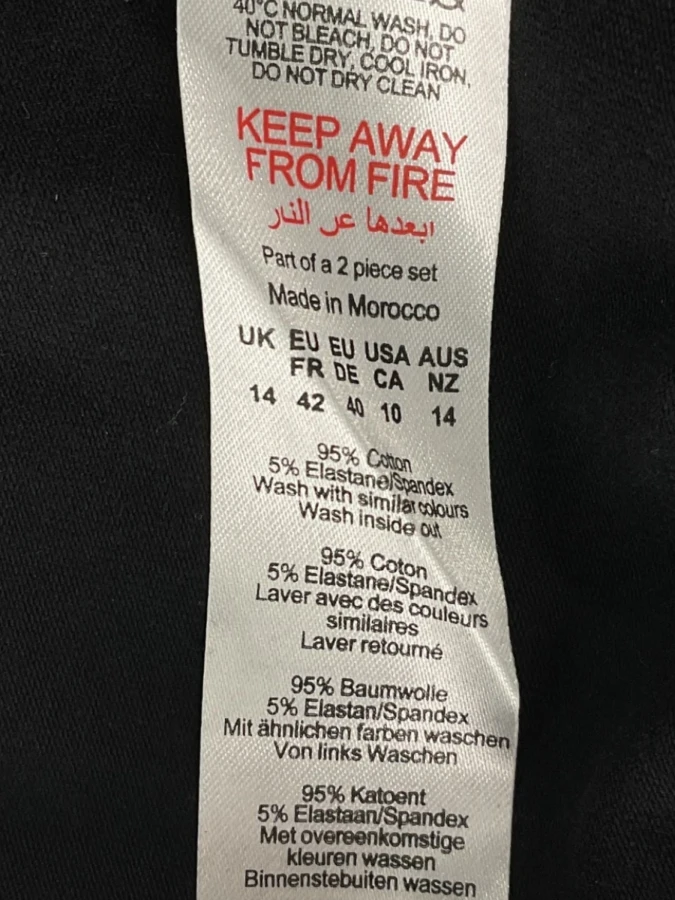 40°C NORMAL WASH, DO
NOT BLEACH, DO NOT
TUMBLE DRY, COOL IRON,
DO NOT DRY CLEAN
KEEP AWAY
FROM FIRE
ابعدها عن النار
Part of a 2 piece set
Made in Morocco
UK EU EU USA AUS
FR DE CA NZ
14 42 40 10 14
95% Cotton
5% Elastane/Spandex
Wash with similar colours
Wash inside out
95% Coton
5% Elastane/Spandex
Laver avec des couleurs
similaires
Laver retourné
95% Baumwolle
5% Elastan/Spandex
Mit ähnlichen farben waschen
Von links Waschen
95% Katoent
5% Elastaan/Spandex
Met overeenkomstige
kleuren wassen
Binnenstebuiten wassen